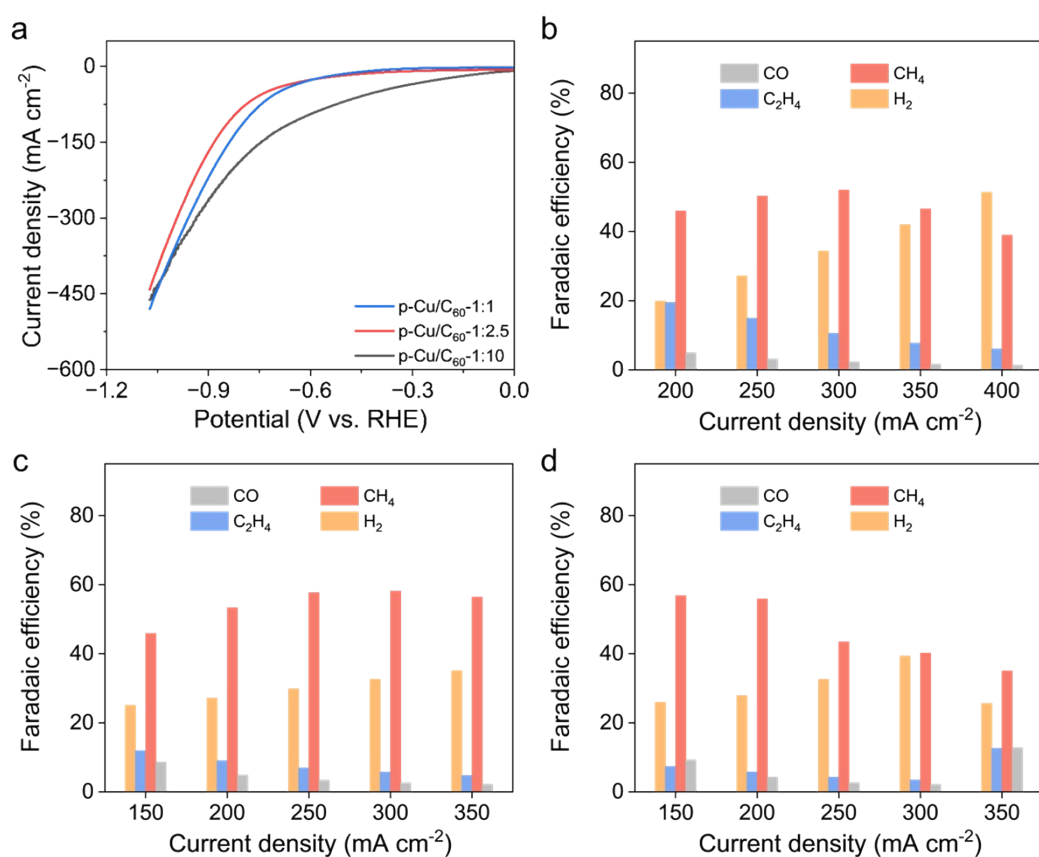 a
0
−150
−300
−450
−600
Current density (mA cm⁻²)
p-Cu/C₆₀-1:1
p-Cu/C₆₀-1:2.5
p-Cu/C₆₀-1:10
−1.2 −0.9 −0.6 −0.3 0.0
Potential (V vs. RHE)
b
CO CH₄
C₂H₄ H₂
80
60
40
20
0
Faradaic efficiency (%)
200 250 300 350 400
Current density (mA cm⁻²)
c
CO CH₄
C₂H₄ H₂
80
60
40
20
0
Faradaic efficiency (%)
150 200 250 300 350
Current density (mA cm⁻²)
d
CO CH₄
C₂H₄ H₂
80
60
40
20
0
Faradaic efficiency (%)
150 200 250 300 350
Current density (mA cm⁻²)